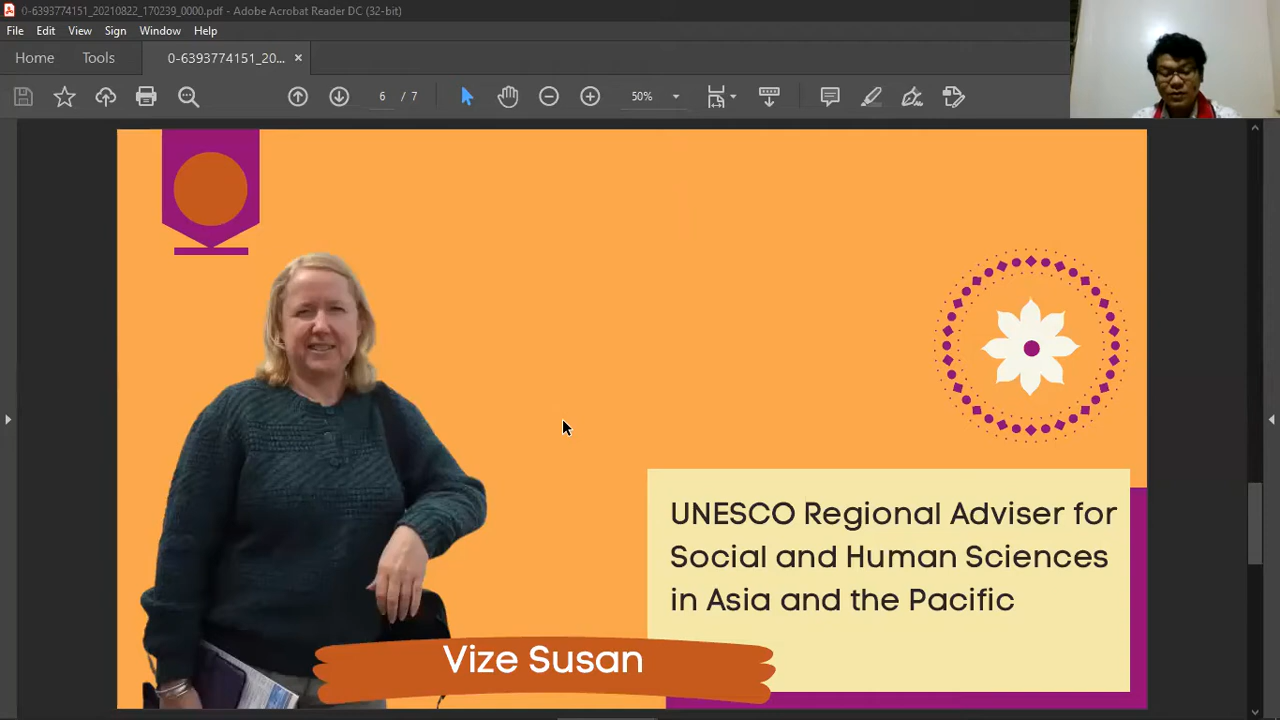 0-6393774151_20210822_170239_0000.pdf - Adobe Acrobat Reader DC (32-bit)
File Edit View Sign Window Help
Home Tools 0-6393774151_20... ×
6 / 7 50%
UNESCO Regional Adviser for
Social and Human Sciences
in Asia and the Pacific
Vize Susan